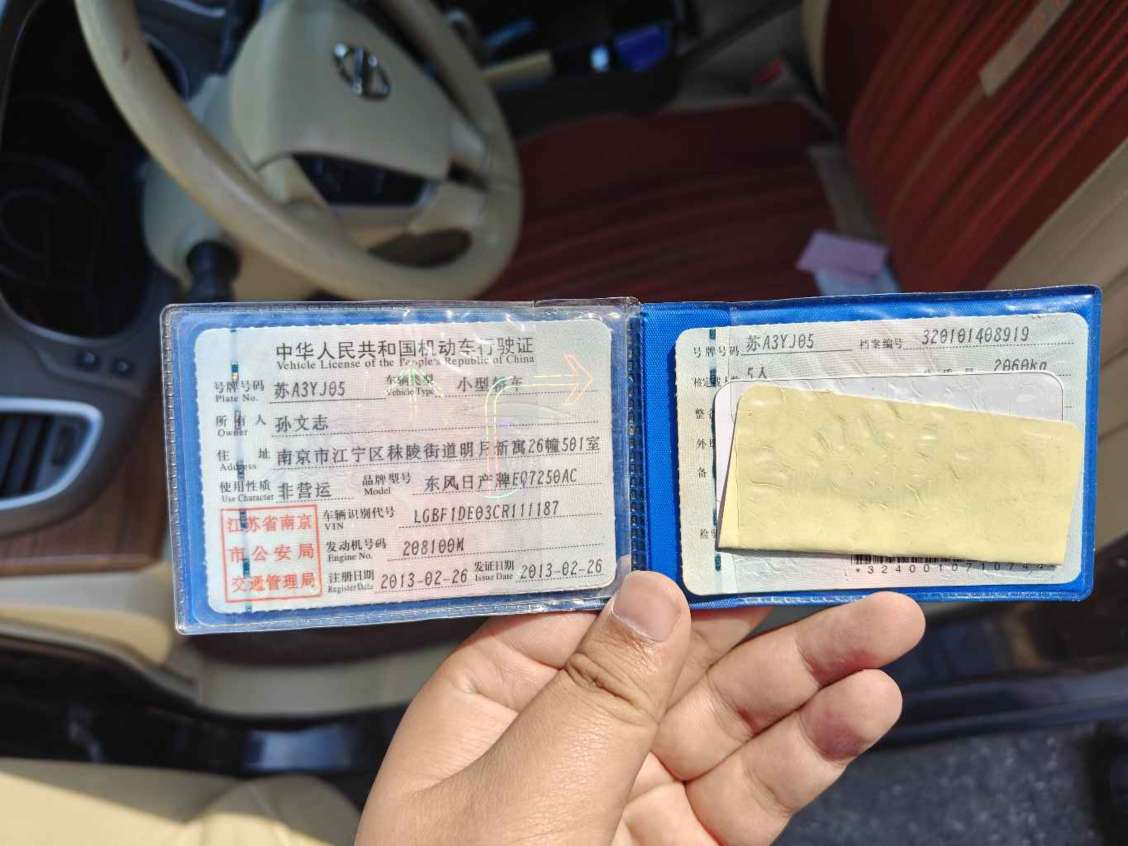 中华人民共和国机动车行驶证
Vehicle License of the People's Republic of China
号牌号码 苏A3YJ05 车辆类型 小型轿车
Plate No. Vehicle Type
所有人 孙文志
Owner
住址 南京市江宁区秣陵街道明月新寓26幢501室
Address
使用性质 非营运 品牌型号 东风日产牌EQ7250AC
Use Character Model
江苏省南京
市公安局
交通管理局
车辆识别代号 LGBF1DE03CR111187
VIN
发动机号码 208100W
Engine No.
注册日期 2013-02-26 发证日期 2013-02-26
Register Date Issue Date
号牌号码 苏A3YJ05 档案编号 320101408919
5人 2060kg
整
外
备
检